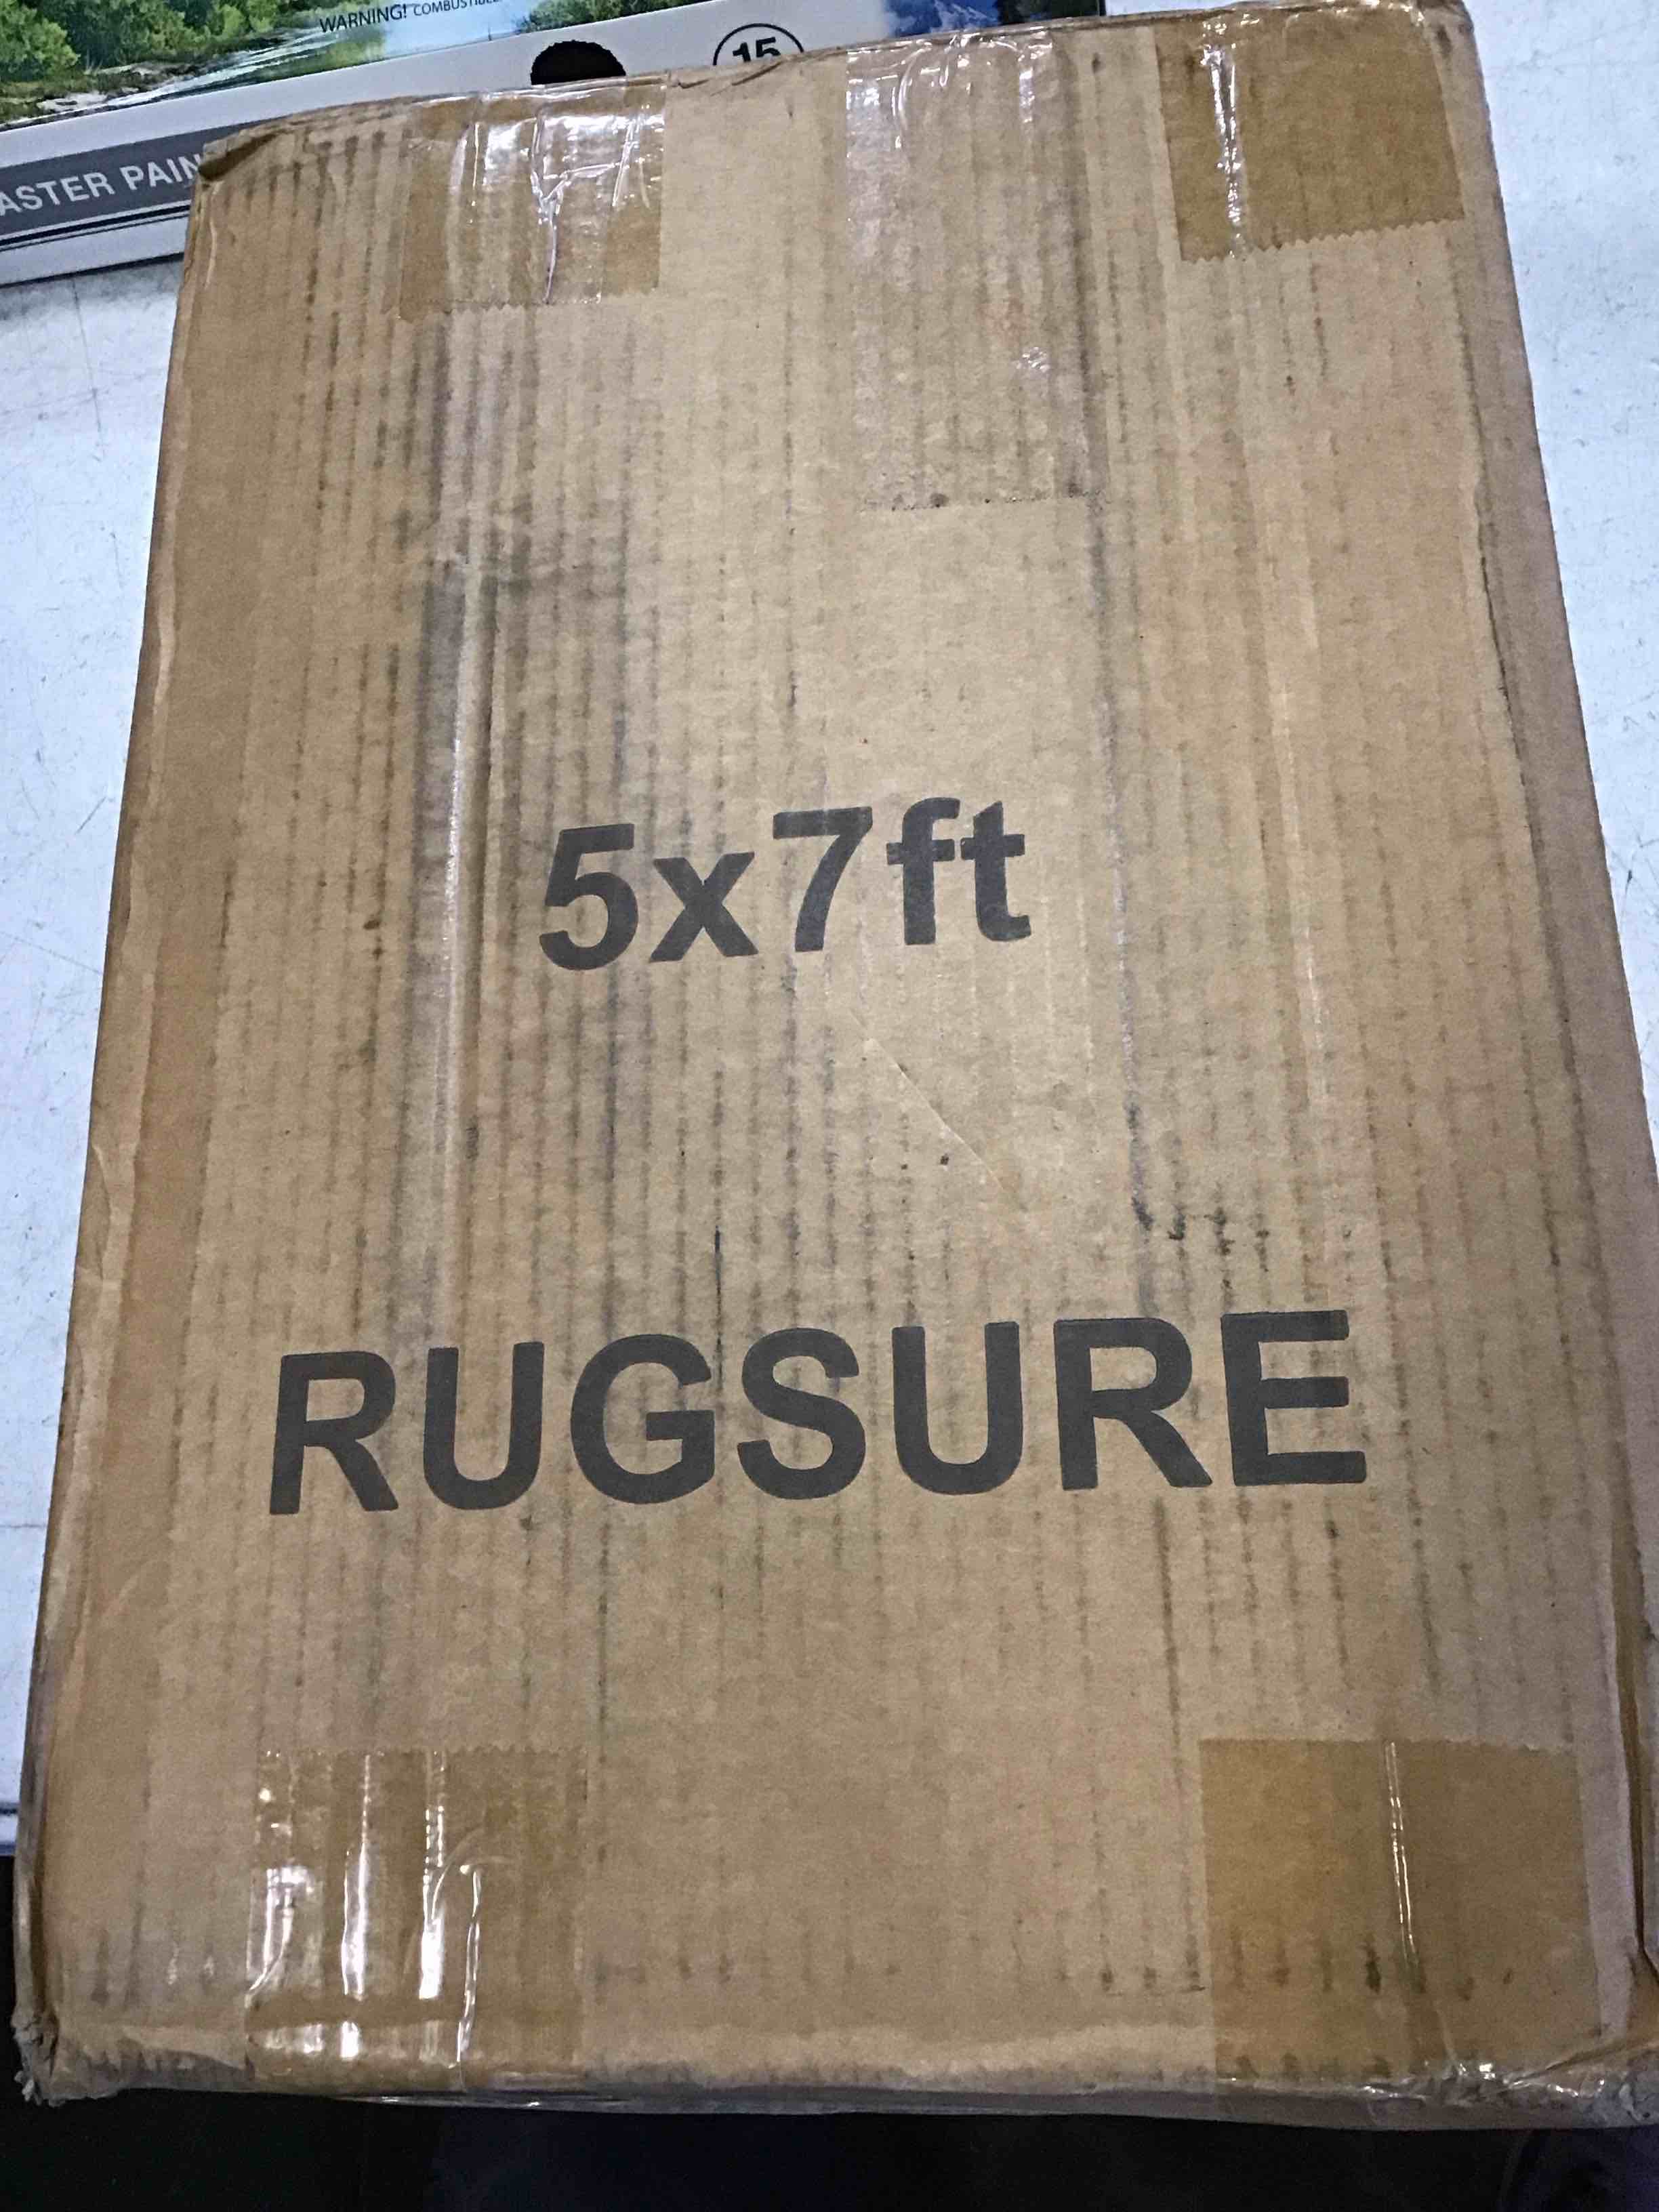 WARNING! COMBUSTIBLE
15
ASTER PAIN
5x7ft
RUGSURE